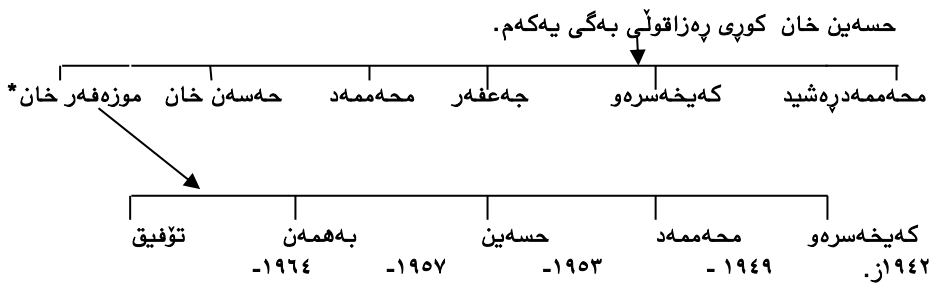 حسەین خان کوڕی ڕەزاقوڵی بەگی یەکەم.
محەممەدڕەشید کەیخەسرەو جەعفەر محەممەد حەسەن خان موزەفەر خان*
کەیخەسرەو محەممەد حسەین بەهمەن تۆفیق
١٩٤٢ز. ١٩٤٩ - ١٩٥٣- ١٩٥٧- ١٩٦٤-